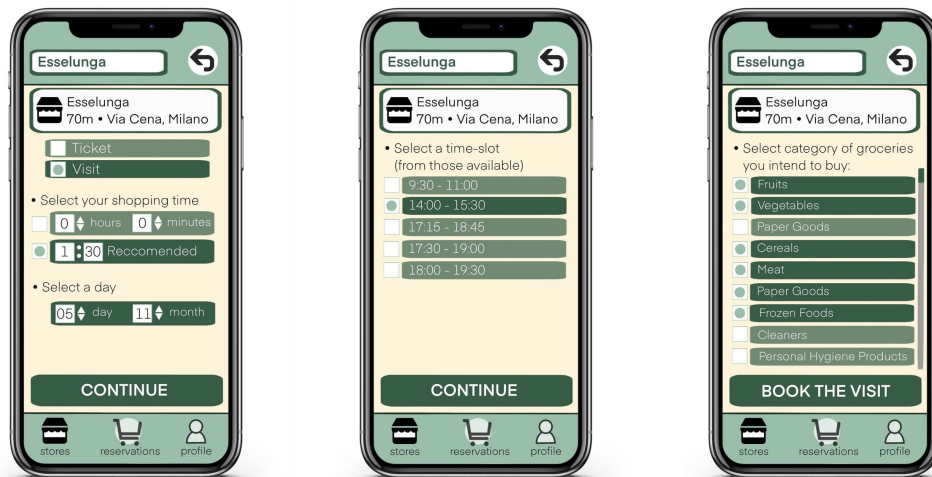 Esselunga
Esselunga
70m • Via Cena, Milano
Ticket
Visit
• Select your shopping time
0 hours 0 minutes
1 : 30 Reccomended
• Select a day
05 day 11 month
CONTINUE
stores reservations profile
Esselunga
Esselunga
70m • Via Cena, Milano
• Select a time-slot
(from those available)
9:30 - 11:00
14:00 - 15:30
17:15 - 18:45
17:30 - 19:00
18:00 - 19:30
CONTINUE
stores reservations profile
Esselunga
Esselunga
70m • Via Cena, Milano
• Select category of groceries
you intend to buy:
Fruits
Vegetables
Paper Goods
Cereals
Meat
Paper Goods
Frozen Foods
Cleaners
Personal Hygiene Products
BOOK THE VISIT
stores reservations profile